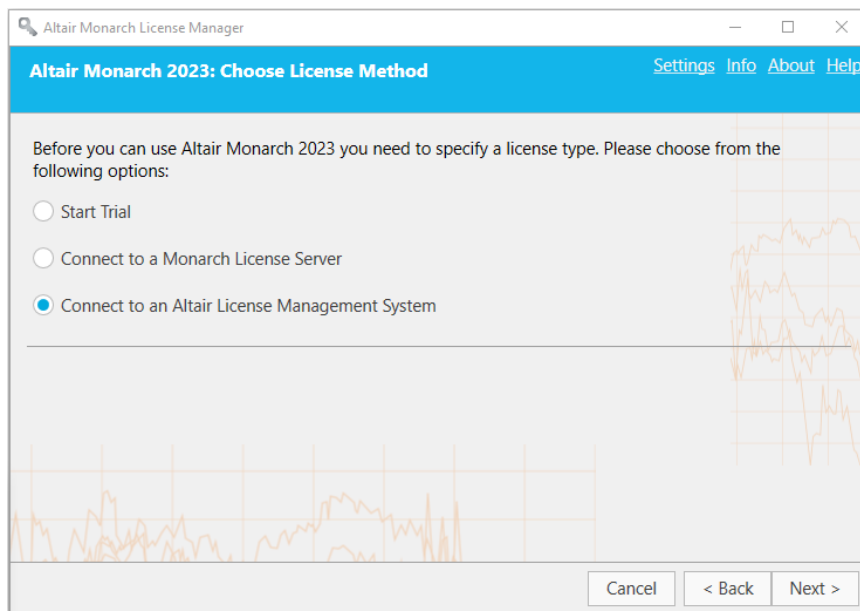 Altair Monarch License Manager
Altair Monarch 2023: Choose License Method
Settings Info About Help
Before you can use Altair Monarch 2023 you need to specify a license type. Please choose from the
following options:
Start Trial
Connect to a Monarch License Server
Connect to an Altair License Management System
Cancel < Back Next >